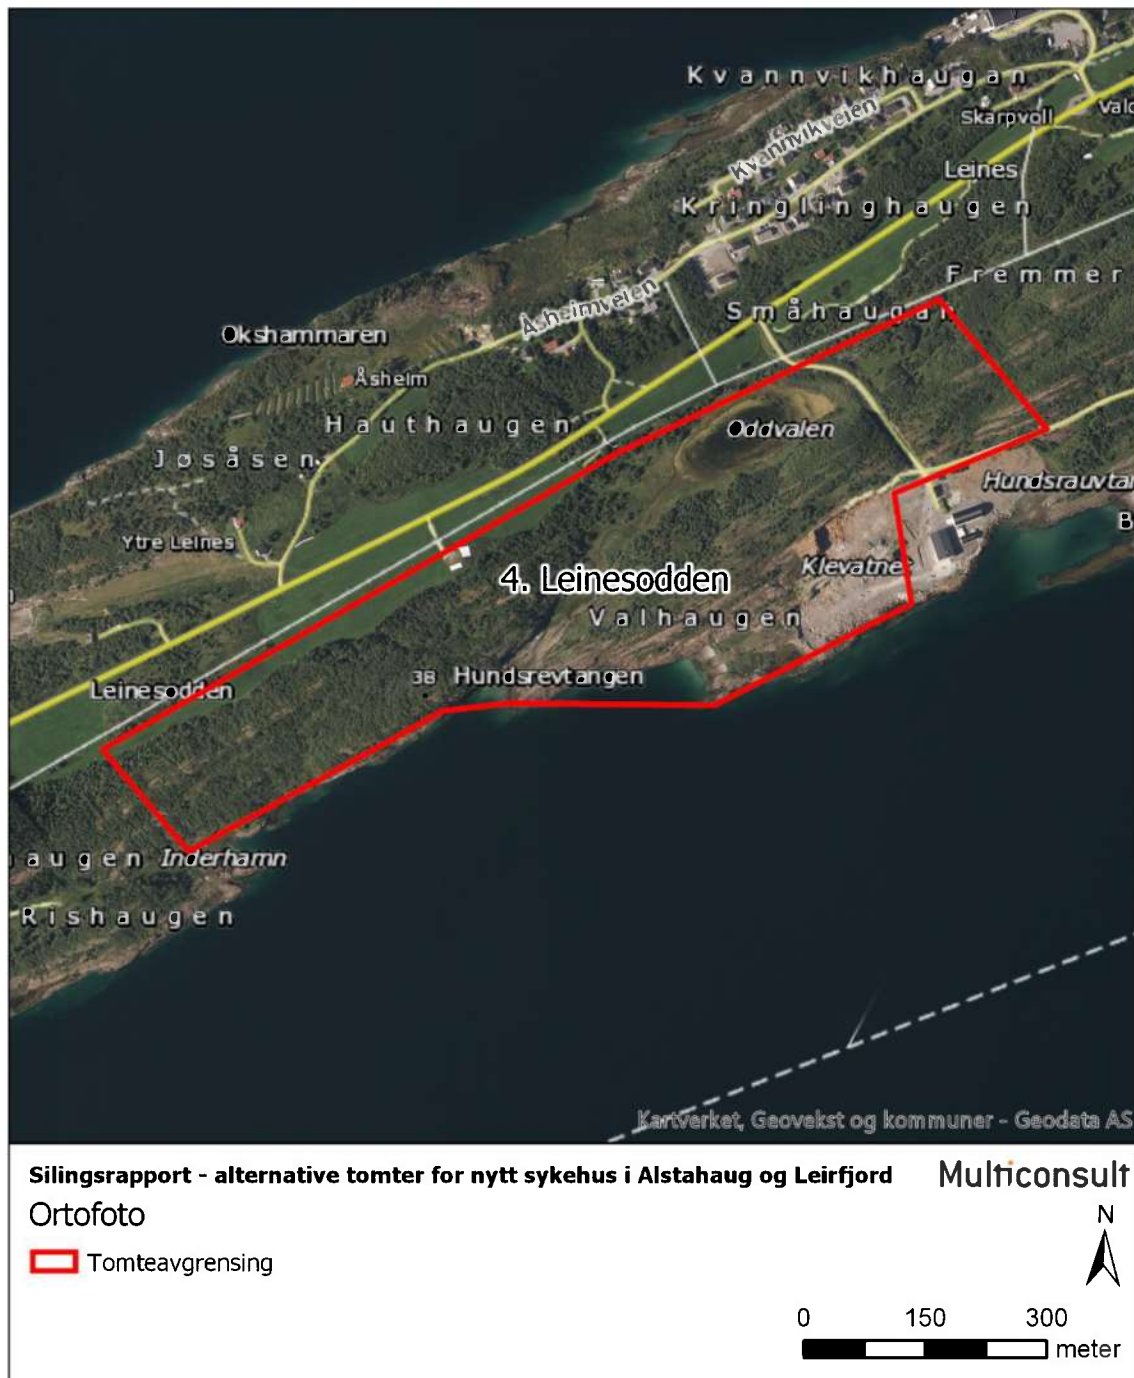 Kvannvikhaugan
Skarpvoll
Kvannvikveien
Leines
Kringlinghaugen
Fremmer
Åsheimveien
Småhaugan
Okshammaren
Åsheim
Hauthaugen
Oddvalen
Jøsåsen
Hundsrauvtan
Ytre Leines
Klevatnet
4. Leinesodden
Valhaugen
38 Hundsrevtangen
Leinesodden
augen Inderhamn
Rishaugen
Kartverket, Geovekst og kommuner - Geodata AS
Silingsrapport - alternative tomter for nytt sykehus i Alstahaug og Leirfjord
Multiconsult
Ortofoto
N
Tomteavgrensing
0 150 300
meter